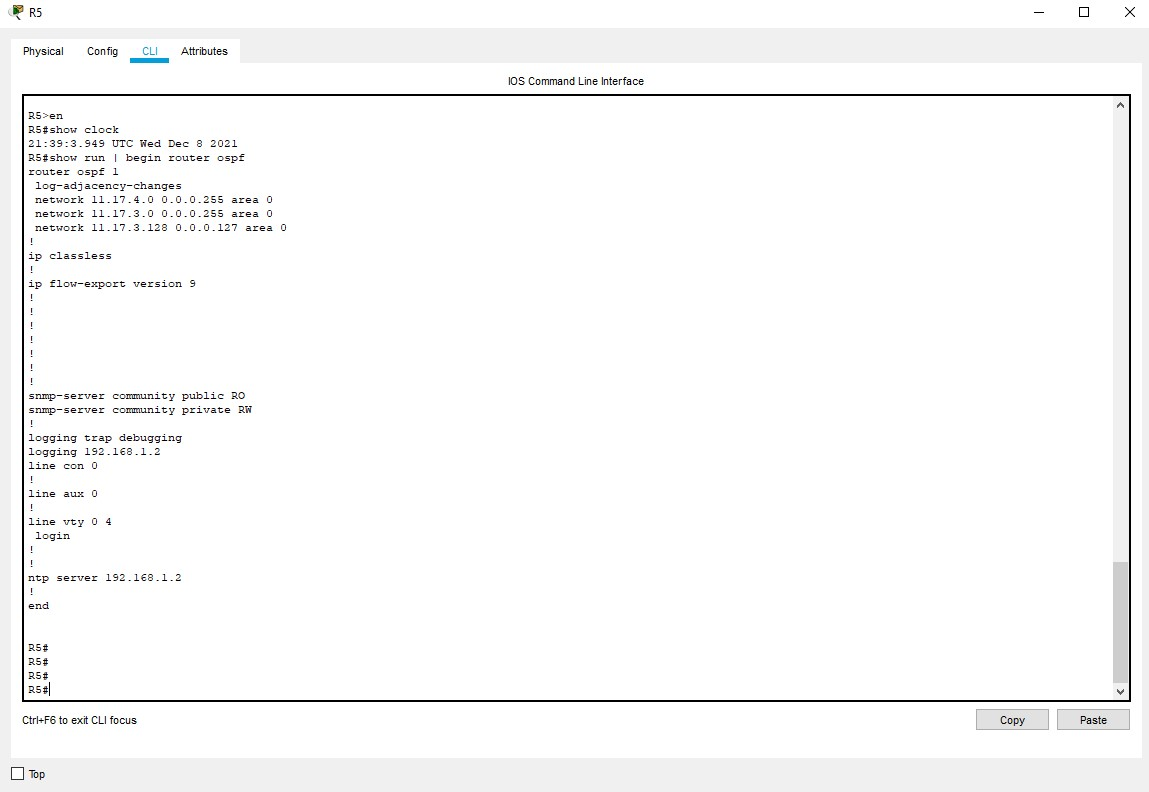 R5
Physical Config CLI Attributes
IOS Command Line Interface
R5>en
R5#show clock
21:39:3.949 UTC Wed Dec 8 2021
R5#show run | begin router ospf
router ospf 1
 log-adjacency-changes
 network 11.17.4.0 0.0.0.255 area 0
 network 11.17.3.0 0.0.0.255 area 0
 network 11.17.3.128 0.0.0.127 area 0
!
ip classless
!
ip flow-export version 9
!
!
!
!
!
!
!
snmp-server community public RO
snmp-server community private RW
!
logging trap debugging
logging 192.168.1.2
line con 0
!
line aux 0
!
line vty 0 4
 login
!
!
ntp server 192.168.1.2
!
end
R5#
R5#
R5#
R5#
Ctrl+F6 to exit CLI focus
Copy Paste
Top